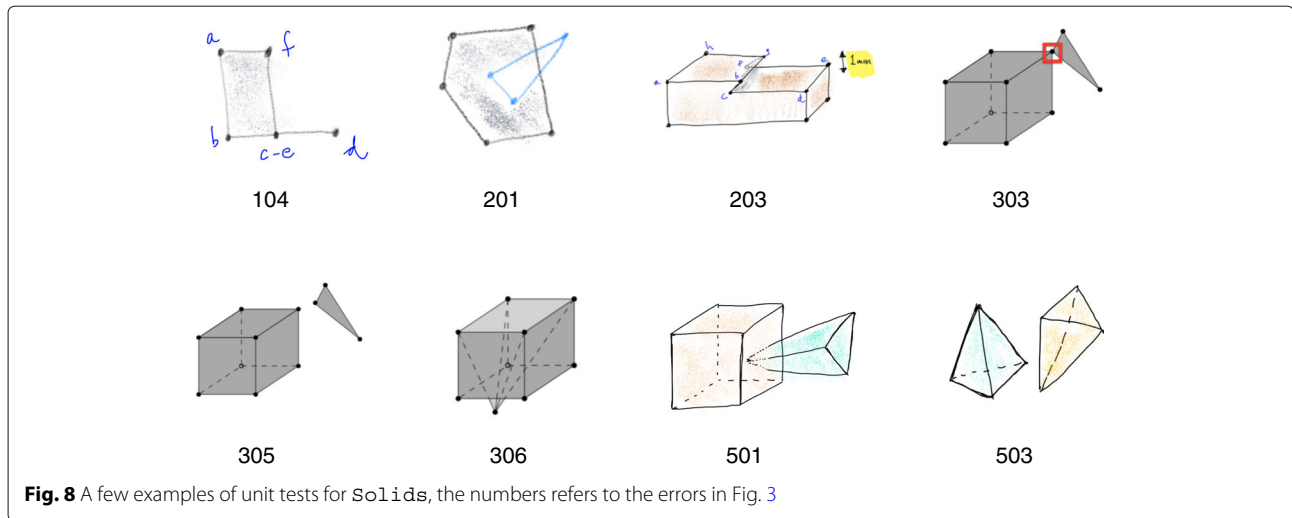 a f
b c-e d
104
201
h g
a f b e 1mm
c d
203
303
305
306
501
503
Fig. 8 A few examples of unit tests for Solids, the numbers refers to the errors in Fig. 3